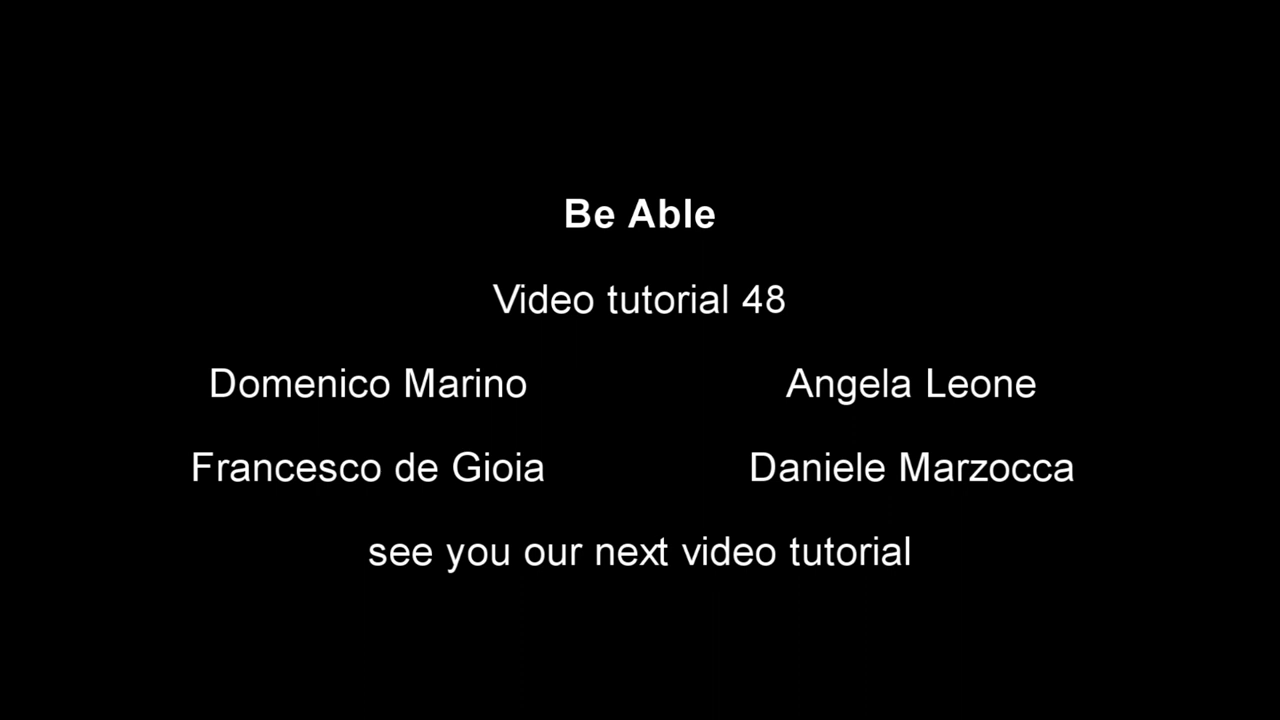 Be Able
Video tutorial 48
Domenico Marino Angela Leone
Francesco de Gioia Daniele Marzocca
see you our next video tutorial